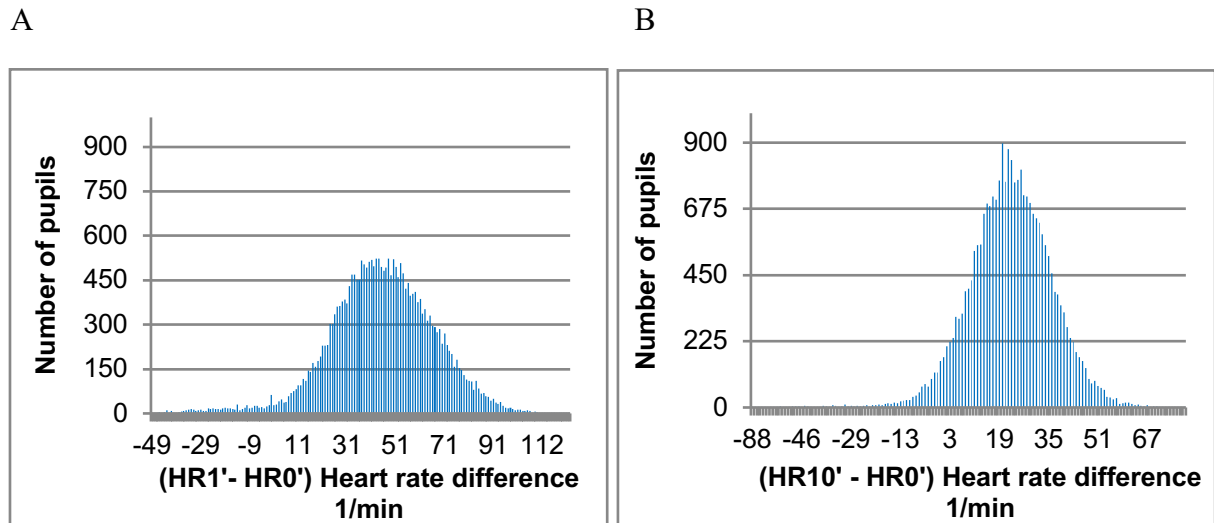 A
B
Number of pupils
900
750
600
450
300
150
0
-49 -29 -9 11 31 51 71 91 112
(HR1'- HR0') Heart rate difference
1/min
Number of pupils
900
675
450
225
0
-88 -46 -29 -13 3 19 35 51 67
(HR10' - HR0') Heart rate difference
1/min